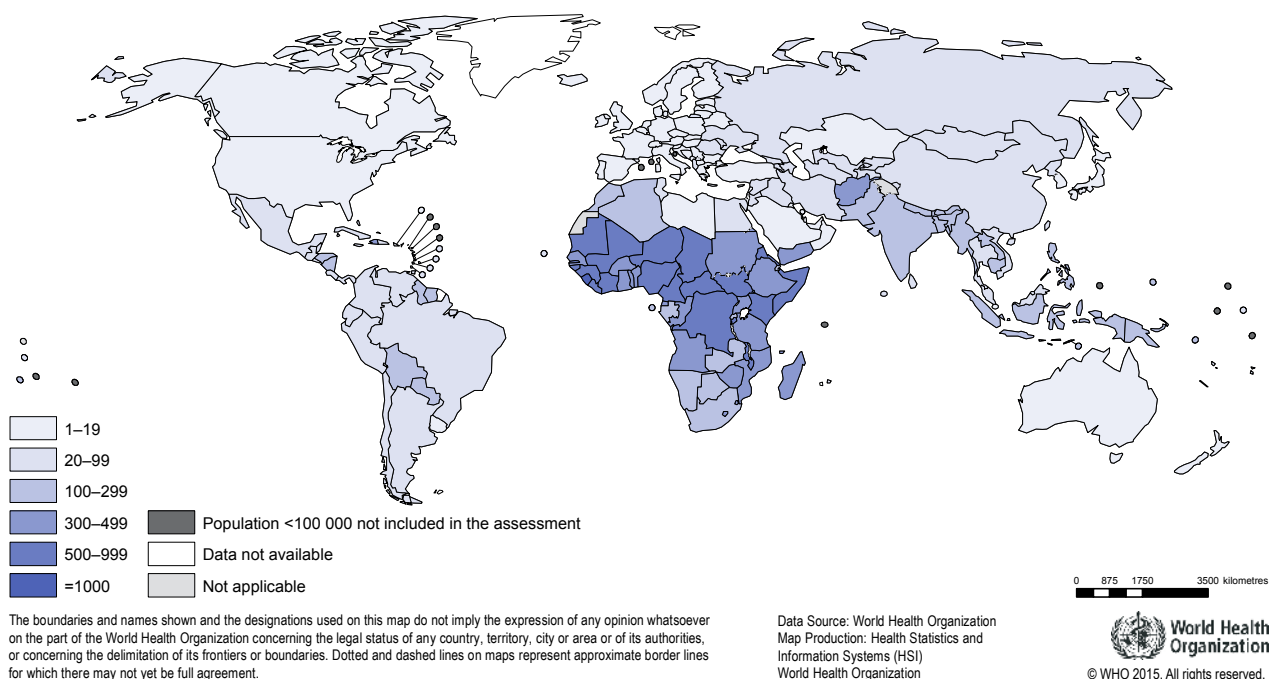 1–19
20–99
100–299
300–499
500–999
=1000
Population <100 000 not included in the assessment
Data not available
Not applicable
0 875 1750 3500 kilometres
The boundaries and names shown and the designations used on this map do not imply the expression of any opinion whatsoever
on the part of the World Health Organization concerning the legal status of any country, territory, city or area or of its authorities,
or concerning the delimitation of its frontiers or boundaries. Dotted and dashed lines on maps represent approximate border lines
for which there may not yet be full agreement.
Data Source: World Health Organization
Map Production: Health Statistics and
Information Systems (HSI)
World Health Organization
World Health
Organization
© WHO 2015. All rights reserved.